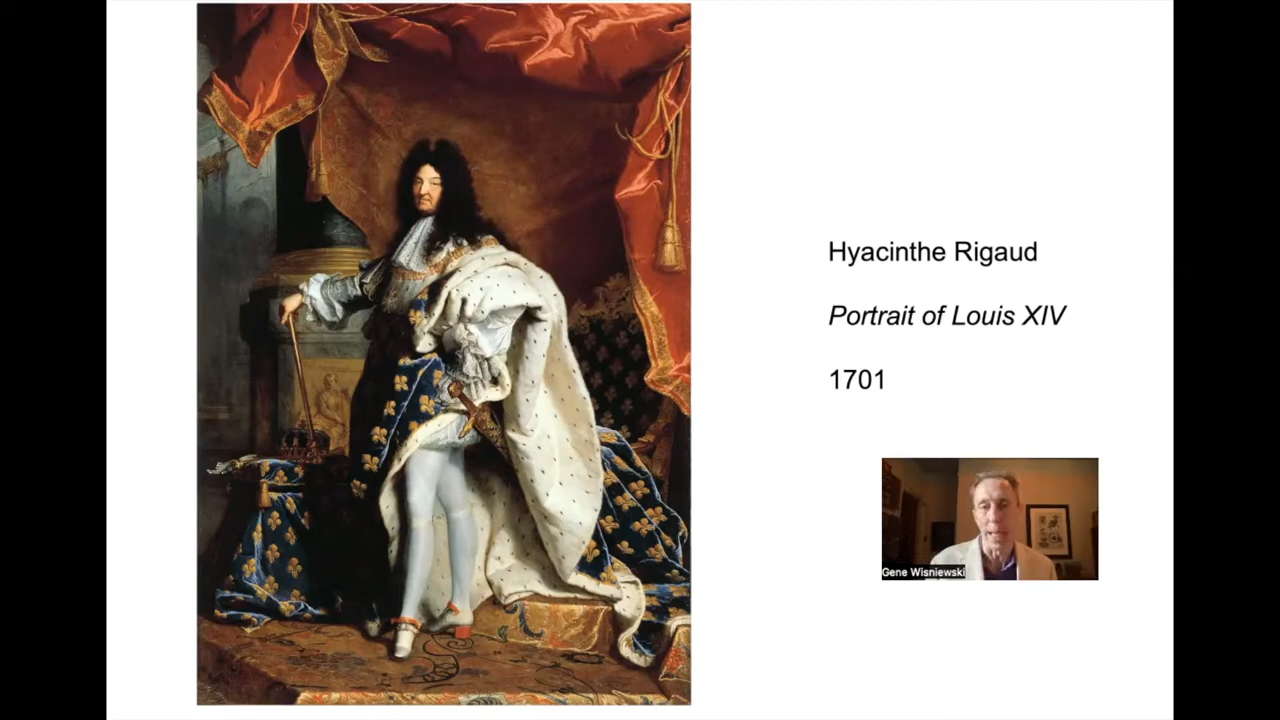 Hyacinthe Rigaud
Portrait of Louis XIV
1701
Gene Wisniewski